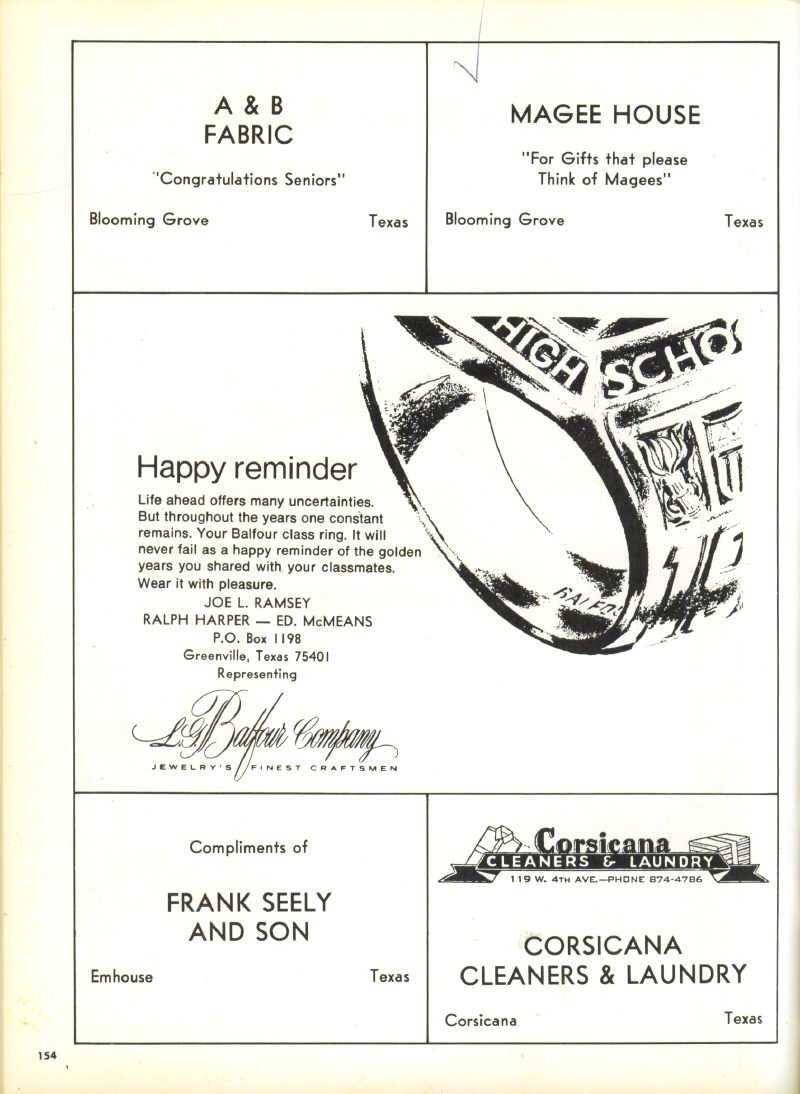 A & B
FABRIC
"Congratulations Seniors"
Blooming Grove Texas
MAGEE HOUSE
"For Gifts that please
Think of Magees"
Blooming Grove Texas
HIGH SCHO
Happy reminder
Life ahead offers many uncertainties.
But throughout the years one constant
remains. Your Balfour class ring. It will
never fail as a happy reminder of the golden
years you shared with your classmates.
Wear it with pleasure.
JOE L. RAMSEY
RALPH HARPER — ED. McMEANS
P.O. Box 1198
Greenville, Texas 75401
Representing
L.G. Balfour Company
JEWELRY'S FINEST CRAFTSMEN
Compliments of
FRANK SEELY
AND SON
Emhouse Texas
Corsicana
CLEANERS & LAUNDRY
119 W. 4TH AVE.—PHONE 874-4786
CORSICANA
CLEANERS & LAUNDRY
Corsicana Texas
154